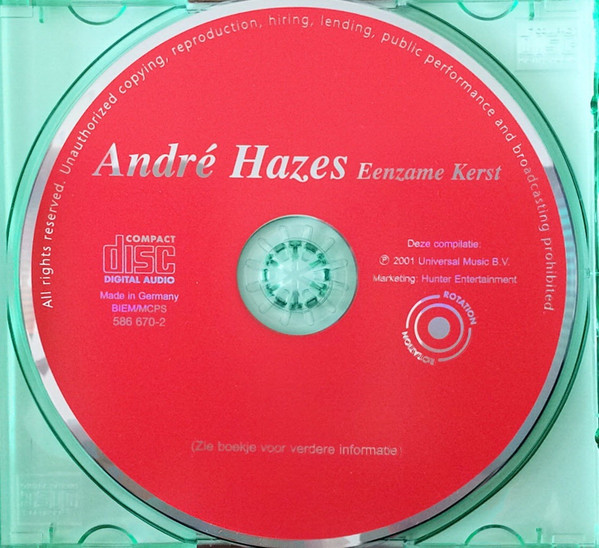 All rights reserved. Unauthorized copying, reproduction, hiring, lending, public performance and broadcasting prohibited.
André Hazes Eenzame Kerst
COMPACT
disc
DIGITAL AUDIO
Made in Germany
BIEM/MCPS
586 670-2
Deze compilatie:
℗ 2001 Universal Music B.V.
Marketing: Hunter Entertainment
ROTATION
ROTATION
(Zie boekje voor verdere informatie)